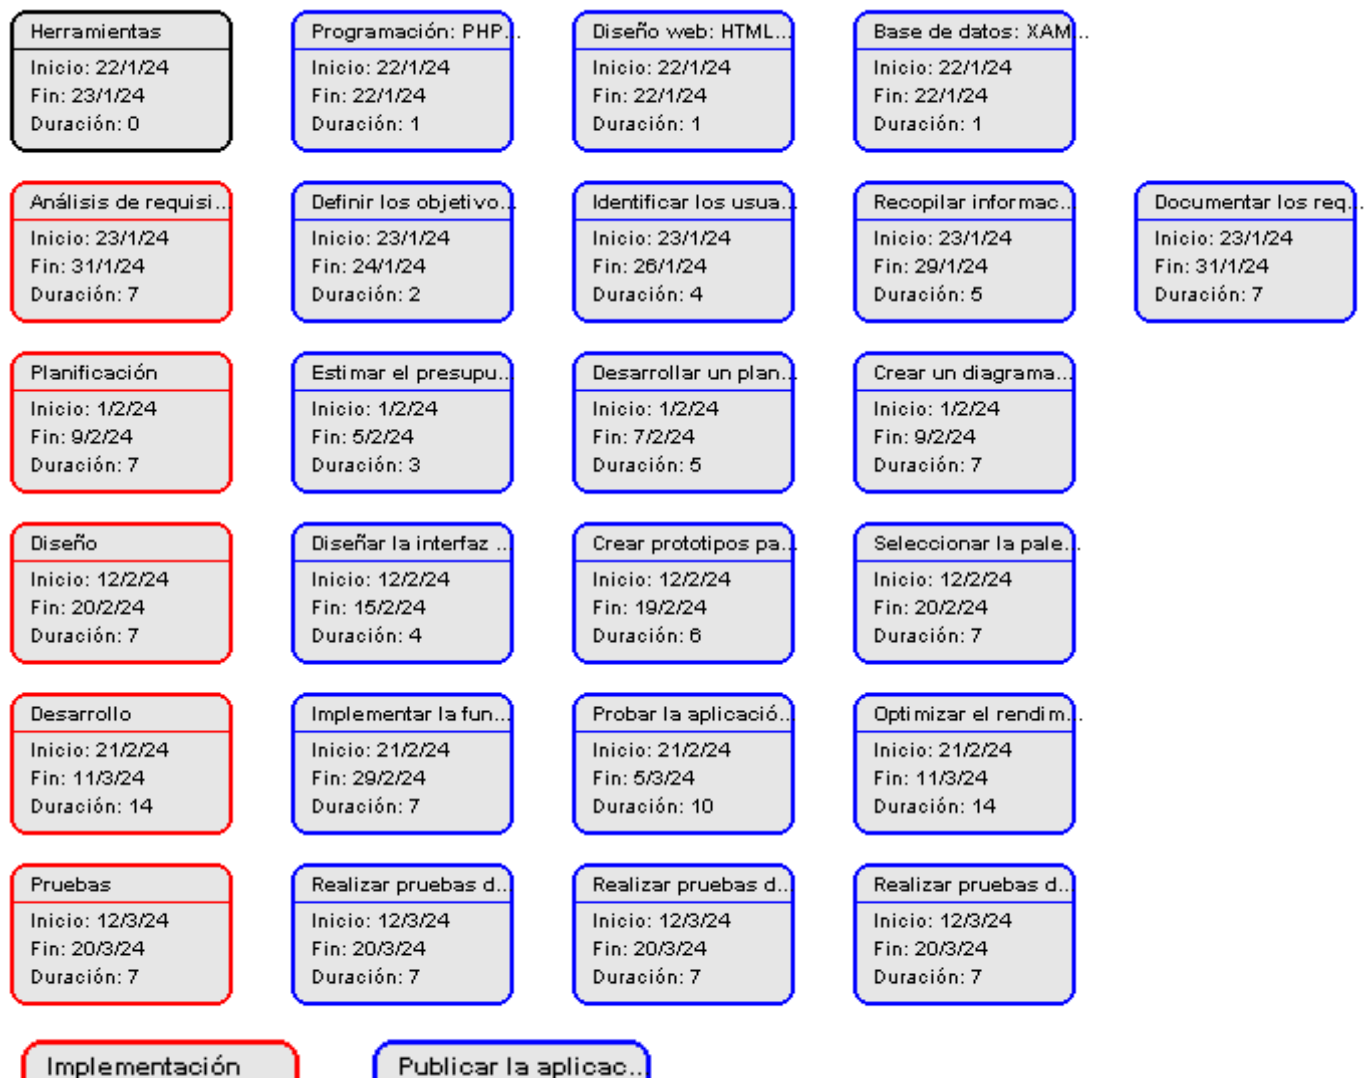 Herramientas
Inicio: 22/1/24
Fin: 23/1/24
Duración: 0
Programación: PHP...
Inicio: 22/1/24
Fin: 22/1/24
Duración: 1
Diseño web: HTML...
Inicio: 22/1/24
Fin: 22/1/24
Duración: 1
Base de datos: XAM...
Inicio: 22/1/24
Fin: 22/1/24
Duración: 1
Análisis de requisi...
Inicio: 23/1/24
Fin: 31/1/24
Duración: 7
Definir los objetivo...
Inicio: 23/1/24
Fin: 24/1/24
Duración: 2
Identificar los usua...
Inicio: 23/1/24
Fin: 26/1/24
Duración: 4
Recopilar informac...
Inicio: 23/1/24
Fin: 29/1/24
Duración: 5
Documentar los req...
Inicio: 23/1/24
Fin: 31/1/24
Duración: 7
Planificación
Inicio: 1/2/24
Fin: 9/2/24
Duración: 7
Estimar el presupu...
Inicio: 1/2/24
Fin: 5/2/24
Duración: 3
Desarrollar un plan...
Inicio: 1/2/24
Fin: 7/2/24
Duración: 5
Crear un diagrama...
Inicio: 1/2/24
Fin: 9/2/24
Duración: 7
Diseño
Inicio: 12/2/24
Fin: 20/2/24
Duración: 7
Diseñar la interfaz ...
Inicio: 12/2/24
Fin: 15/2/24
Duración: 4
Crear prototipos pa...
Inicio: 12/2/24
Fin: 19/2/24
Duración: 6
Seleccionar la pale...
Inicio: 12/2/24
Fin: 20/2/24
Duración: 7
Desarrollo
Inicio: 21/2/24
Fin: 11/3/24
Duración: 14
Implementar la fun...
Inicio: 21/2/24
Fin: 29/2/24
Duración: 7
Probar la aplicació...
Inicio: 21/2/24
Fin: 5/3/24
Duración: 10
Optimizar el rendim...
Inicio: 21/2/24
Fin: 11/3/24
Duración: 14
Pruebas
Inicio: 12/3/24
Fin: 20/3/24
Duración: 7
Realizar pruebas d...
Inicio: 12/3/24
Fin: 20/3/24
Duración: 7
Realizar pruebas d...
Inicio: 12/3/24
Fin: 20/3/24
Duración: 7
Realizar pruebas d...
Inicio: 12/3/24
Fin: 20/3/24
Duración: 7
Implementación
Publicar la aplicac...